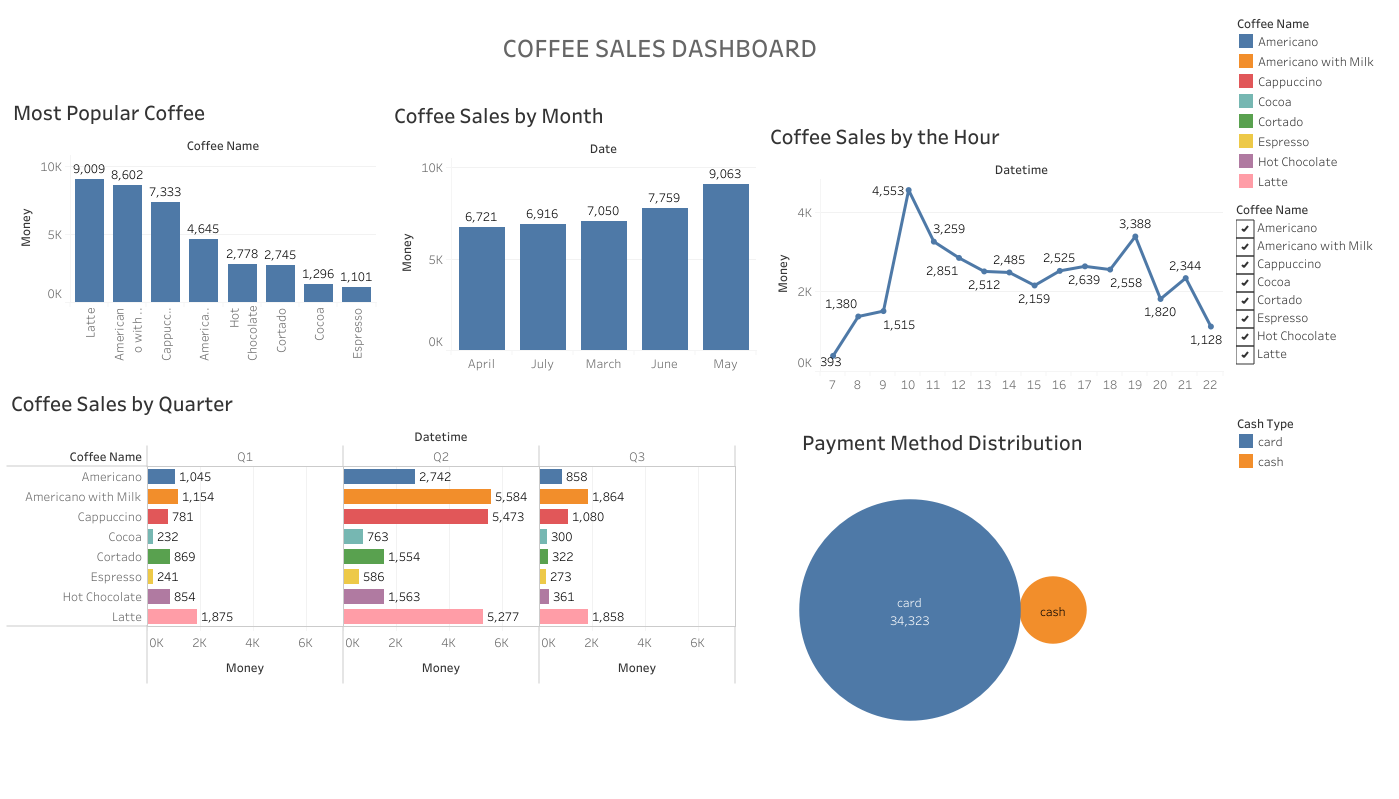 COFFEE SALES DASHBOARD
Most Popular Coffee
Coffee Name
10K
5K
0K
Money
9,009
8,602
7,333
4,645
2,778
2,745
1,296
1,101
Latte
American
o with ..
Cappucc..
America..
Hot
Chocolate
Cortado
Cocoa
Espresso
Coffee Sales by Month
Date
10K
5K
0K
Money
6,721
6,916
7,050
7,759
9,063
April
July
March
June
May
Coffee Sales by the Hour
Datetime
4K
2K
0K
Money
393
1,380
1,515
4,553
3,259
2,851
2,512
2,485
2,159
2,525
2,639
2,558
3,388
1,820
2,344
1,128
7 8 9 10 11 12 13 14 15 16 17 18 19 20 21 22
Coffee Name
Americano
Americano with Milk
Cappuccino
Cocoa
Cortado
Espresso
Hot Chocolate
Latte
Coffee Name
Americano
Americano with Milk
Cappuccino
Cocoa
Cortado
Espresso
Hot Chocolate
Latte
Coffee Sales by Quarter
Datetime
Coffee Name Q1 Q2 Q3
Americano 1,045 2,742 858
Americano with Milk 1,154 5,584 1,864
Cappuccino 781 5,473 1,080
Cocoa 232 763 300
Cortado 869 1,554 322
Espresso 241 586 273
Hot Chocolate 854 1,563 361
Latte 1,875 5,277 1,858
0K 2K 4K 6K 0K 2K 4K 6K 0K 2K 4K 6K
Money Money Money
Payment Method Distribution
card
34,323
cash
Cash Type
card
cash